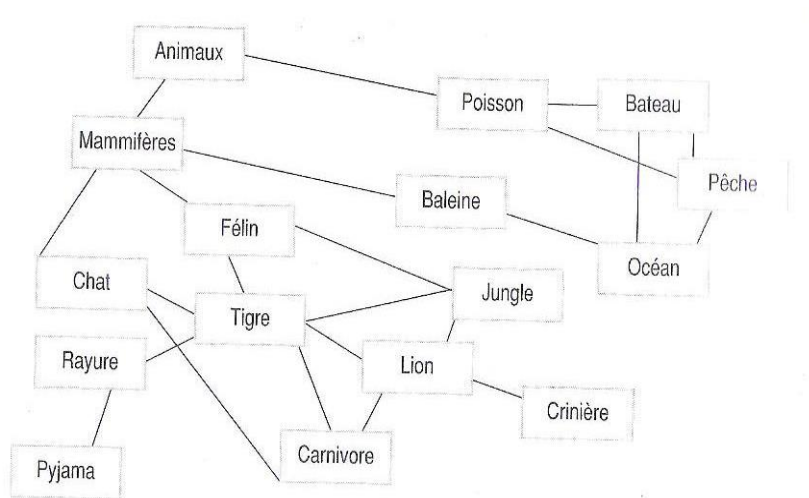 Animaux
Poisson
Bateau
Mammifères
Pêche
Baleine
Félin
Océan
Chat
Jungle
Tigre
Rayure
Lion
Crinière
Carnivore
Pyjama